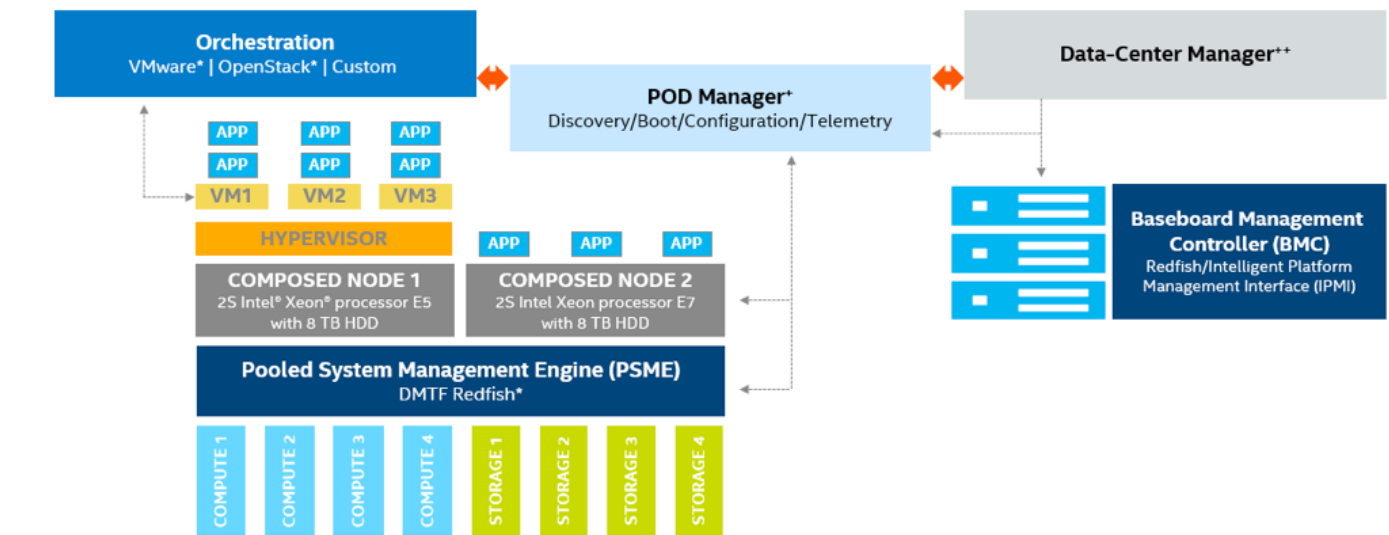 Orchestration
VMware* | OpenStack* | Custom
POD Manager⁺
Discovery/Boot/Configuration/Telemetry
Data-Center Manager⁺⁺
APP
APP
APP
APP
APP
APP
VM1
VM2
VM3
HYPERVISOR
APP
APP
APP
COMPOSED NODE 1
2S Intel® Xeon® processor E5
with 8 TB HDD
COMPOSED NODE 2
2S Intel Xeon processor E7
with 8 TB HDD
Baseboard Management
Controller (BMC)
Redfish/Intelligent Platform
Management Interface (IPMI)
Pooled System Management Engine (PSME)
DMTF Redfish*
COMPUTE 1
COMPUTE 2
COMPUTE 3
COMPUTE 4
STORAGE 1
STORAGE 2
STORAGE 3
STORAGE 4